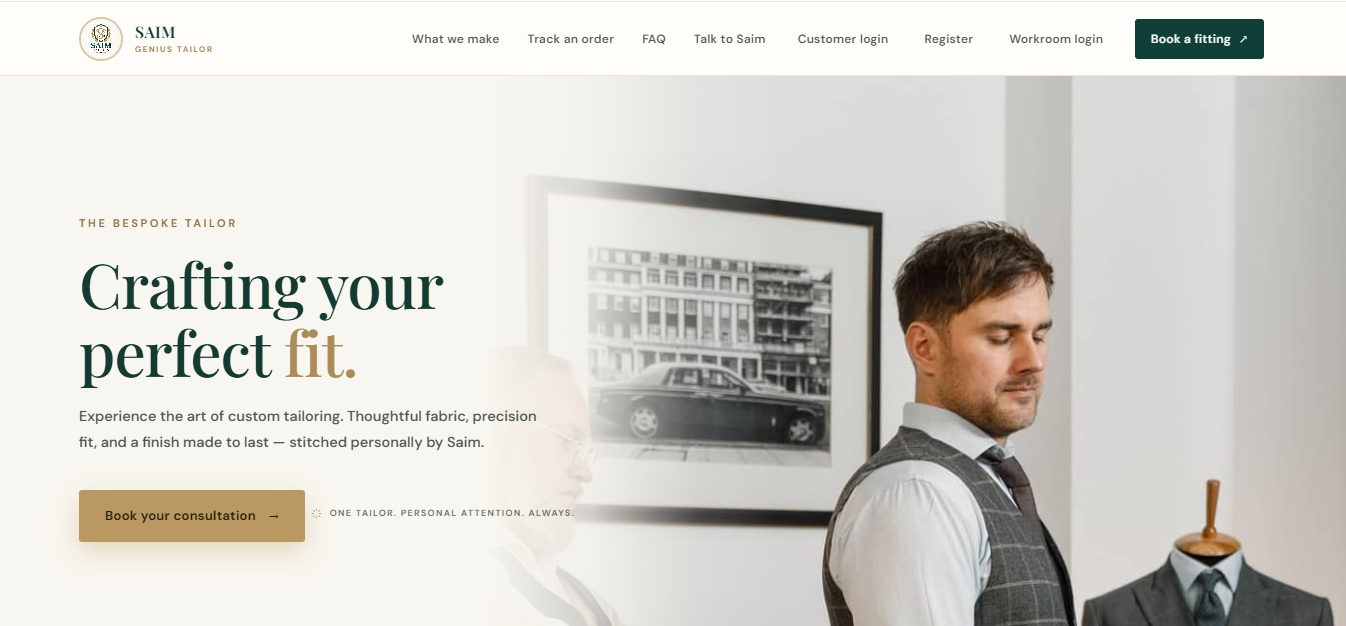 SAIM
SAIM
GENIUS TAILOR
What we make
Track an order
FAQ
Talk to Saim
Customer login
Register
Workroom login
Book a fitting ↗
THE BESPOKE TAILOR
Crafting your
perfect fit.
Experience the art of custom tailoring. Thoughtful fabric, precision
fit, and a finish made to last — stitched personally by Saim.
Book your consultation →
ONE TAILOR. PERSONAL ATTENTION. ALWAYS.